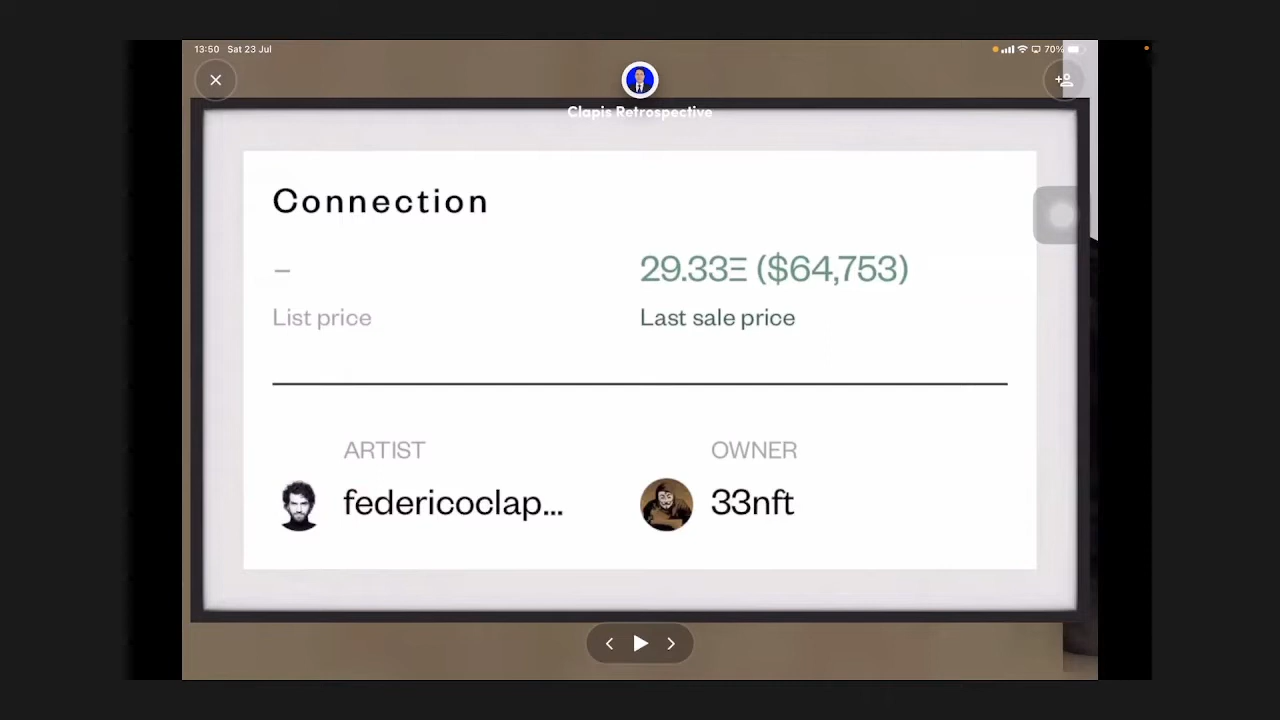 13:50 Sat 23 Jul
70%
Clapis Retrospective
Connection
– 29.33Ξ ($64,753)
List price Last sale price
ARTIST OWNER
federicoclap... 33nft